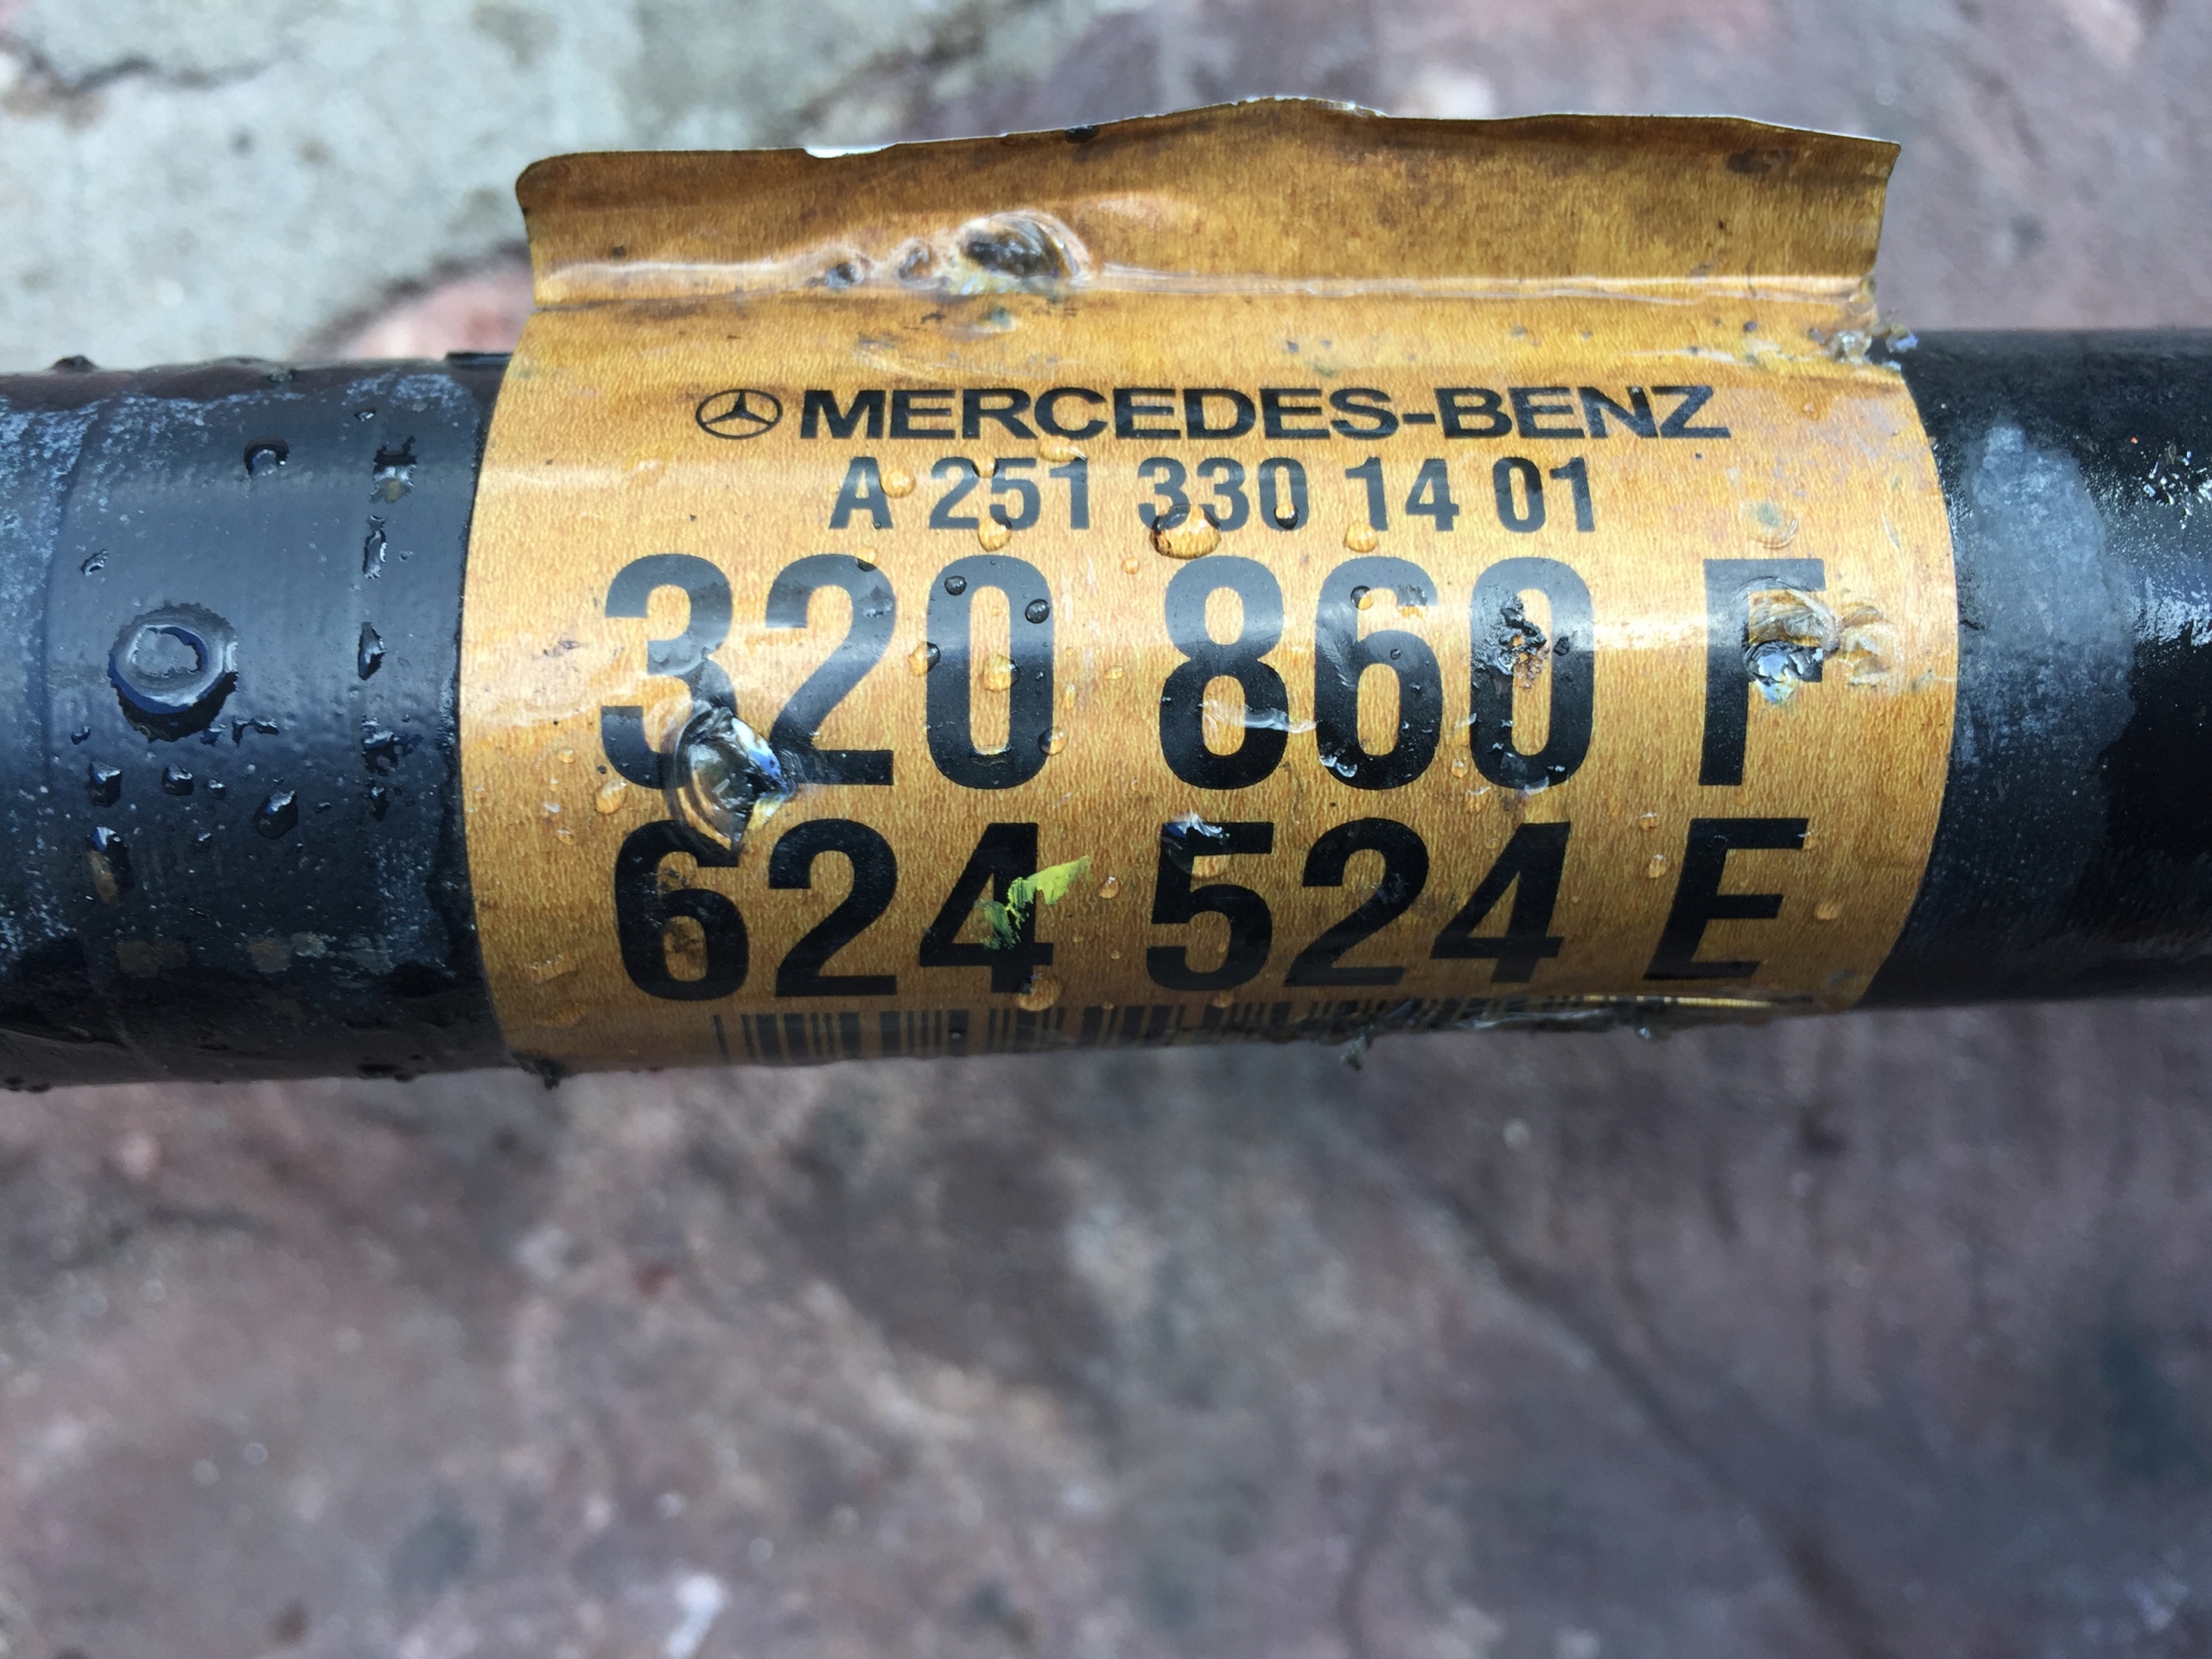 MERCEDES-BENZ
A 251 330 14 01
320 860 F
624 524 E